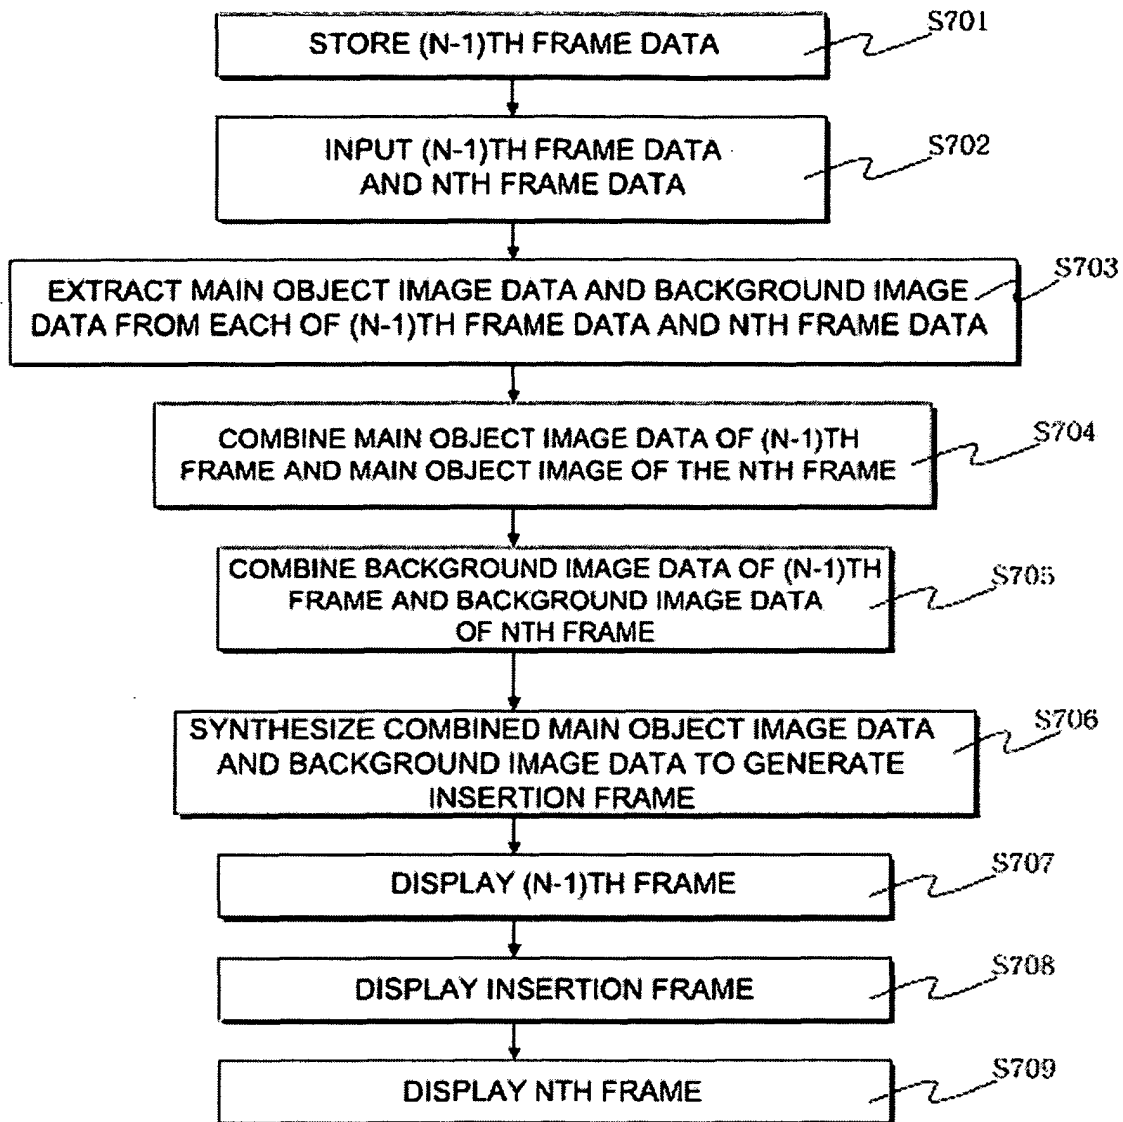 STORE (N-1)TH FRAME DATA
S701
INPUT (N-1)TH FRAME DATA
AND NTH FRAME DATA
S702
EXTRACT MAIN OBJECT IMAGE DATA AND BACKGROUND IMAGE
DATA FROM EACH OF (N-1)TH FRAME DATA AND NTH FRAME DATA
S703
COMBINE MAIN OBJECT IMAGE DATA OF (N-1)TH
FRAME AND MAIN OBJECT IMAGE OF THE NTH FRAME
S704
COMBINE BACKGROUND IMAGE DATA OF (N-1)TH
FRAME AND BACKGROUND IMAGE DATA
OF NTH FRAME
S705
SYNTHESIZE COMBINED MAIN OBJECT IMAGE DATA
AND BACKGROUND IMAGE DATA TO GENERATE
INSERTION FRAME
S706
DISPLAY (N-1)TH FRAME
S707
DISPLAY INSERTION FRAME
S708
DISPLAY NTH FRAME
S709